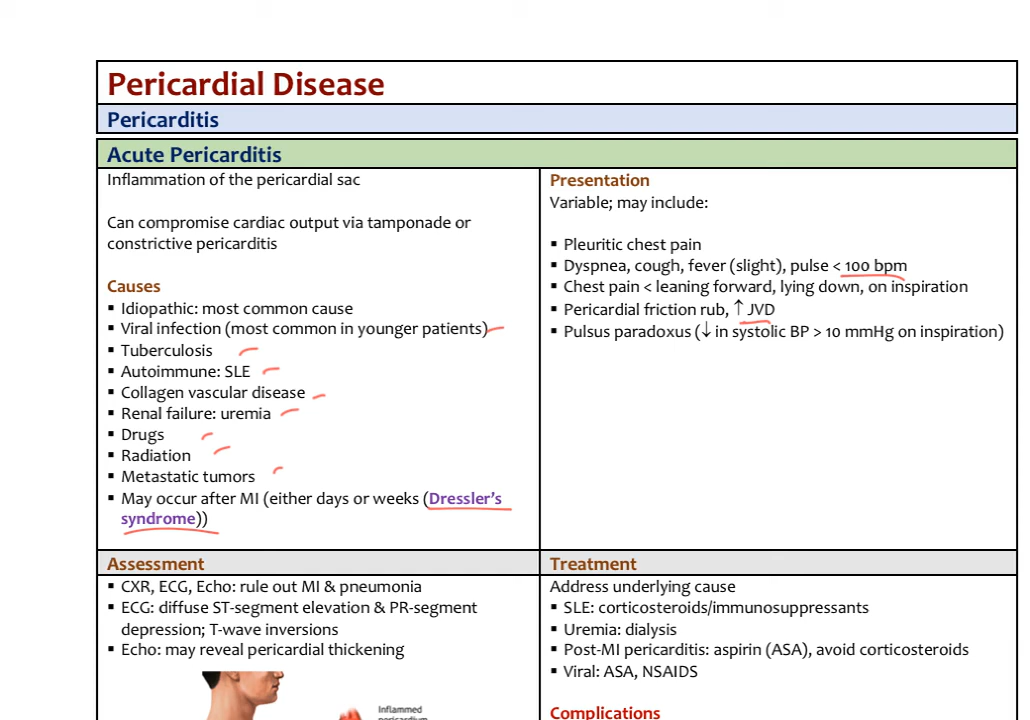 Pericardial Disease
Pericarditis
Acute Pericarditis
Inflammation of the pericardial sac
Can compromise cardiac output via tamponade or
constrictive pericarditis
Causes
▪ Idiopathic: most common cause
▪ Viral infection (most common in younger patients)
▪ Tuberculosis
▪ Autoimmune: SLE
▪ Collagen vascular disease
▪ Renal failure: uremia
▪ Drugs
▪ Radiation
▪ Metastatic tumors
▪ May occur after MI (either days or weeks (Dressler's
syndrome))
Presentation
Variable; may include:
▪ Pleuritic chest pain
▪ Dyspnea, cough, fever (slight), pulse < 100 bpm
▪ Chest pain < leaning forward, lying down, on inspiration
▪ Pericardial friction rub, ↑ JVD
▪ Pulsus paradoxus (↓ in systolic BP > 10 mmHg on inspiration)
Assessment
▪ CXR, ECG, Echo: rule out MI & pneumonia
▪ ECG: diffuse ST-segment elevation & PR-segment
depression; T-wave inversions
▪ Echo: may reveal pericardial thickening
Inflammed
pericardium
Treatment
Address underlying cause
▪ SLE: corticosteroids/immunosuppressants
▪ Uremia: dialysis
▪ Post-MI pericarditis: aspirin (ASA), avoid corticosteroids
▪ Viral: ASA, NSAIDS
Complications